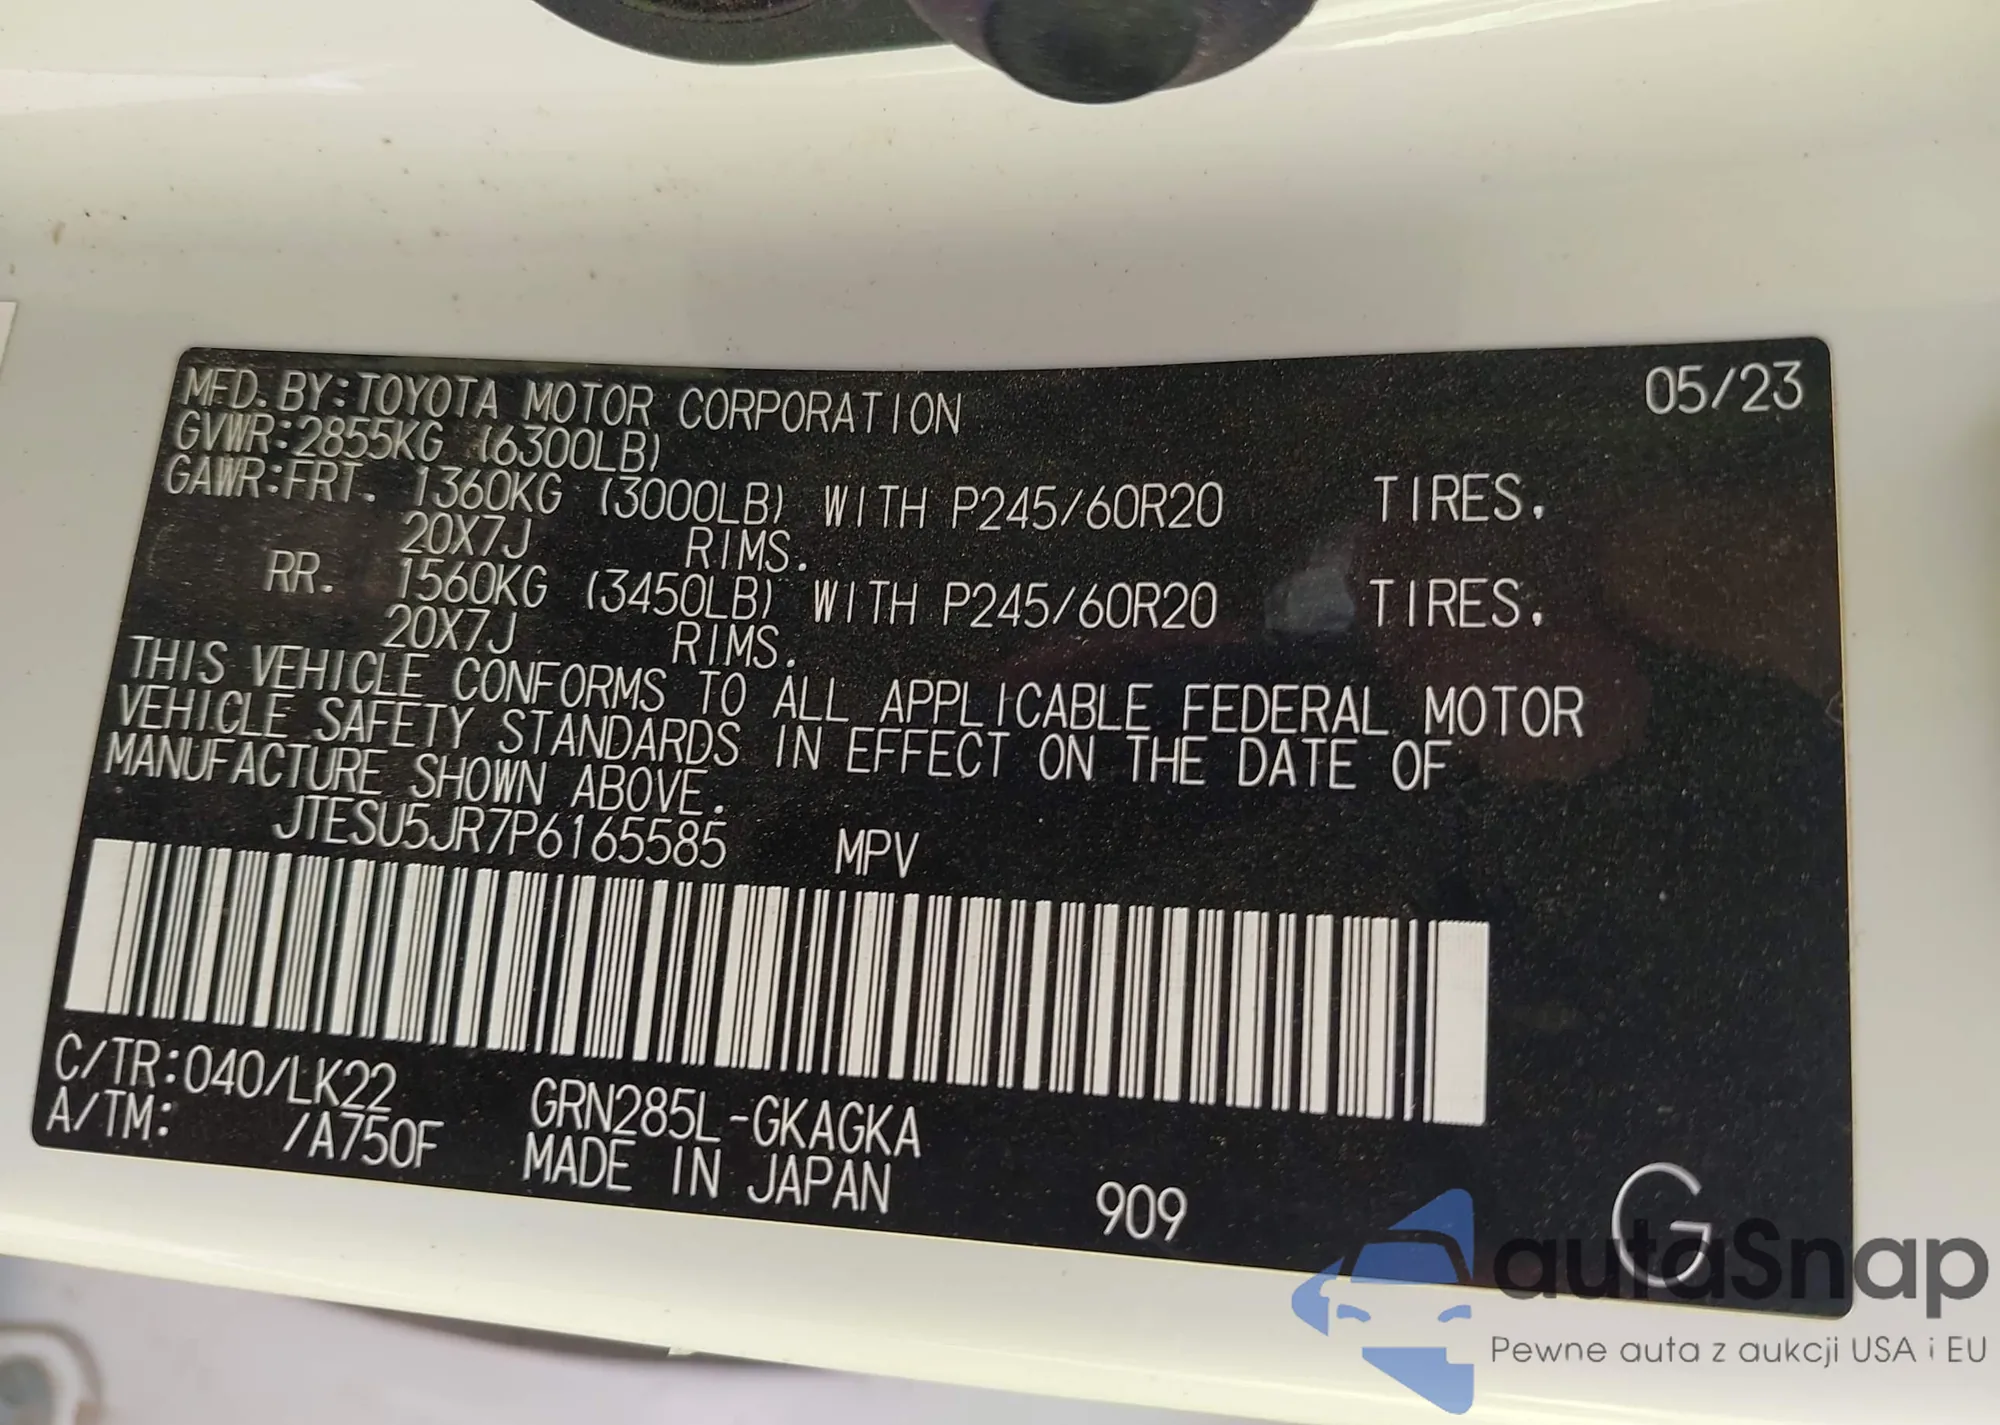 MFD. BY: TOYOTA MOTOR CORPORATION 05/23
GVWR: 2855KG (6300LB)
GAWR: FRT. 1360KG (3000LB) WITH P245/60R20 TIRES.
20X7J RIMS.
RR. 1560KG (3450LB) WITH P245/60R20 TIRES.
20X7J RIMS.
THIS VEHICLE CONFORMS TO ALL APPLICABLE FEDERAL MOTOR
VEHICLE SAFETY STANDARDS IN EFFECT ON THE DATE OF
MANUFACTURE SHOWN ABOVE.
JTESU5JR7P6165585 MPV
C/TR: 040/LK22 GRN285L-GKAGKA
A/TM: /A750F MADE IN JAPAN 909 G
autaSnap
Pewne auta z aukcji USA i EU